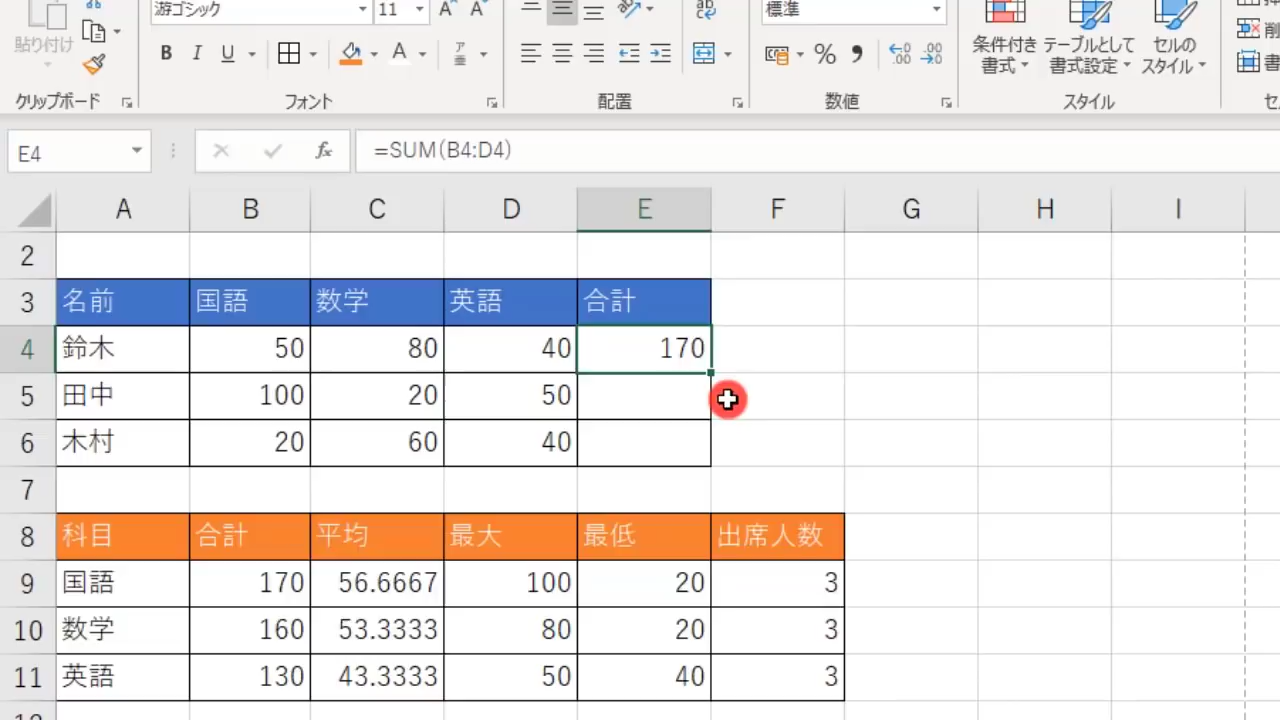 游ゴシック 11 A A 標準
貼り付け
B I U A ア 亜 % 条件付き書式 テーブルとして書式設定 セルのスタイル
クリップボード フォント 配置 数値 スタイル セ
E4 fx =SUM(B4:D4)
A B C D E F G H I
2
3 名前 国語 数学 英語 合計
4 鈴木 50 80 40 170
5 田中 100 20 50
6 木村 20 60 40
7
8 科目 合計 平均 最大 最低 出席人数
9 国語 170 56.6667 100 20 3
10 数学 160 53.3333 80 20 3
11 英語 130 43.3333 50 40 3